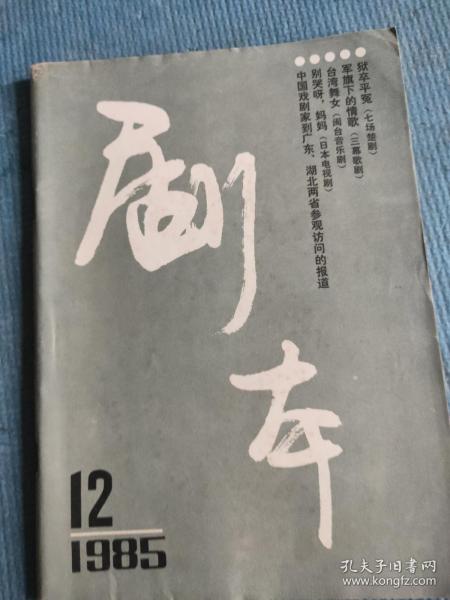 狱卒平冤（七场楚剧）
军旗下的情歌（三幕歌剧）
台湾舞女（闽台音乐剧）
别哭呀，妈妈（日本电视剧）
中国戏剧家到广东、湖北两省参观访问的报道
剧本
12
1985
孔夫子旧书网
www.kongfz.com